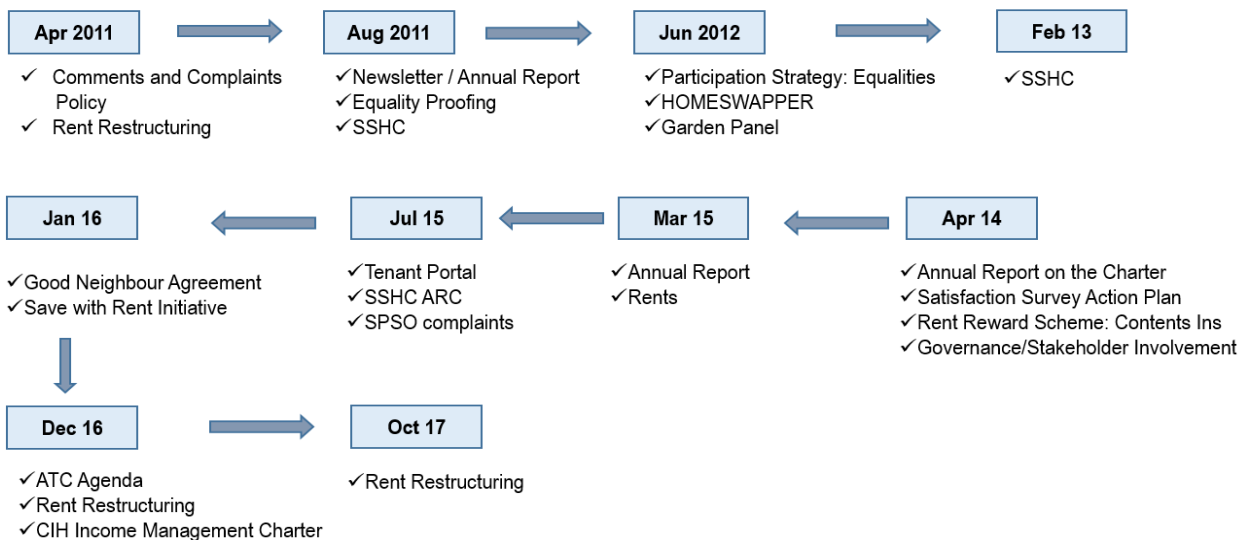 Apr 2011
✓ Comments and Complaints
Policy
✓ Rent Restructuring
Aug 2011
✓Newsletter / Annual Report
✓Equality Proofing
✓SSHC
Jun 2012
✓Participation Strategy: Equalities
✓HOMESWAPPER
✓Garden Panel
Feb 13
✓SSHC
Apr 14
✓Annual Report on the Charter
✓Satisfaction Survey Action Plan
✓Rent Reward Scheme: Contents Ins
✓Governance/Stakeholder Involvement
Mar 15
✓Annual Report
✓Rents
Jul 15
✓Tenant Portal
✓SSHC ARC
✓SPSO complaints
Jan 16
✓Good Neighbour Agreement
✓Save with Rent Initiative
Dec 16
✓ATC Agenda
✓Rent Restructuring
✓CIH Income Management Charter
Oct 17
✓Rent Restructuring